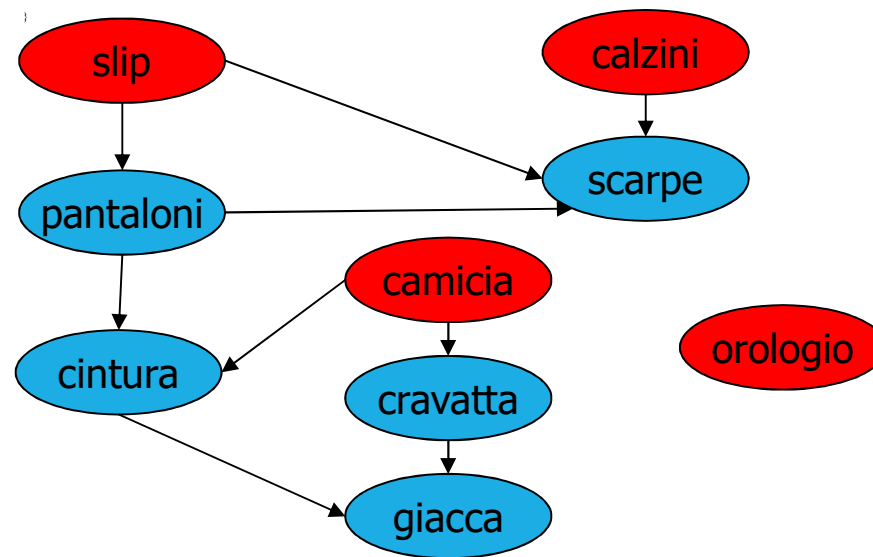 }
slip
calzini
scarpe
pantaloni
camicia
orologio
cintura
cravatta
giacca